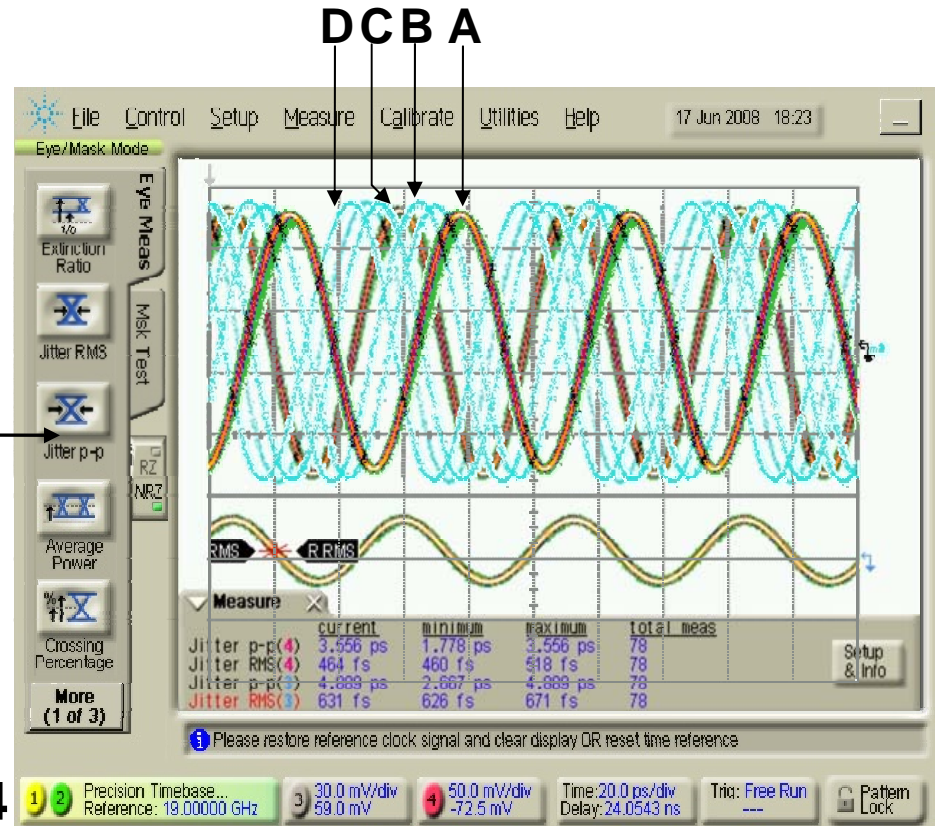 D C B A
File Control Setup Measure Calibrate Utilities Help 17 Jun 2008 18:23
Eye/Mask Mode
Eye Meas
Msk Test
Extinction
Ratio
Jitter RMS
Jitter p-p
RZ
NRZ
Average
Power
Crossing
Percentage
More
(1 of 3)
RMS R RMS
Measure
current minimum maximum total meas
Jitter p-p(4) 3.556 ps 1.778 ps 3.556 ps 78
Jitter RMS(4) 464 fs 460 fs 518 fs 78
Jitter p-p(3) 4.889 ps 2.667 ps 4.889 ps 78
Jitter RMS(3) 631 fs 626 fs 671 fs 78
Setup
& Info
Please restore reference clock signal and clear display OR reset time reference
4
1 2 Precision Timebase...
Reference: 19.00000 GHz
3 30.0 mV/div
59.0 mV
4 50.0 mV/div
-72.5 mV
Time:20.0 ps/div
Delay:24.0543 ns
Trig: Free Run
---
Pattern
Lock